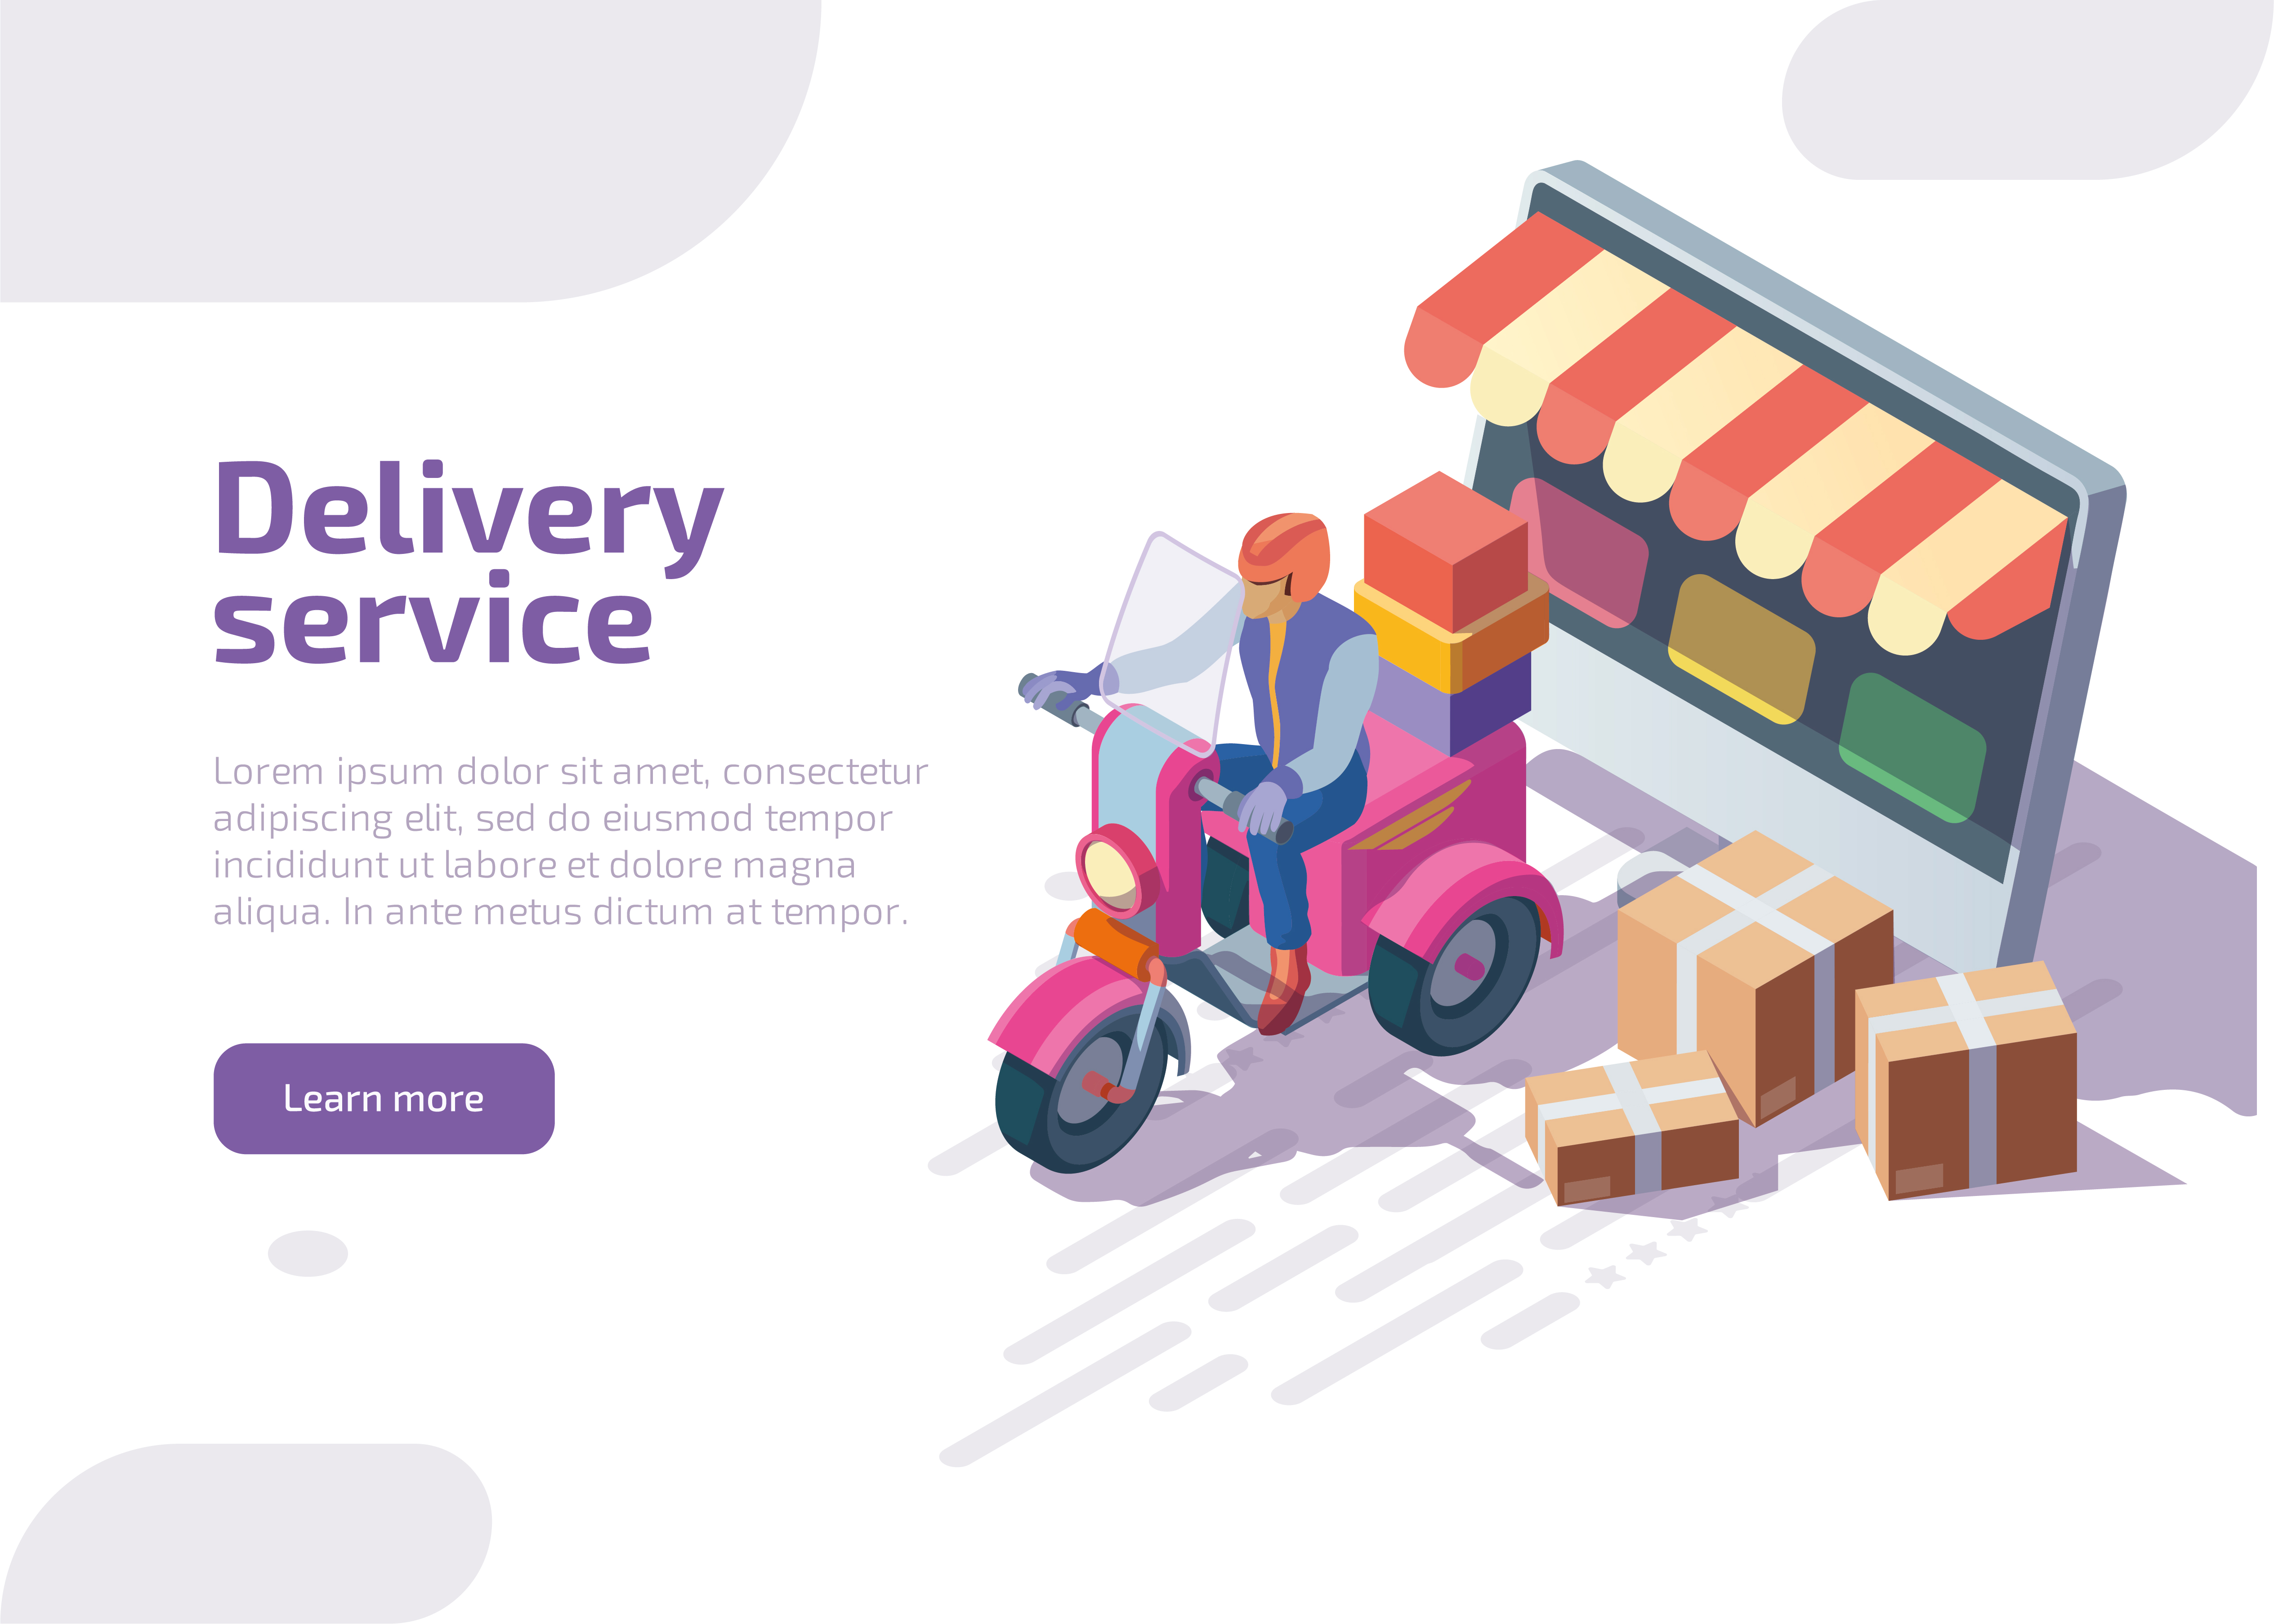 Delivery
service
Lorem ipsum dolor sit amet, consectetur
adipiscing elit, sed do eiusmod tempor
incididunt ut labore et dolore magna
aliqua. In ante metus dictum at tempor.
Learn more